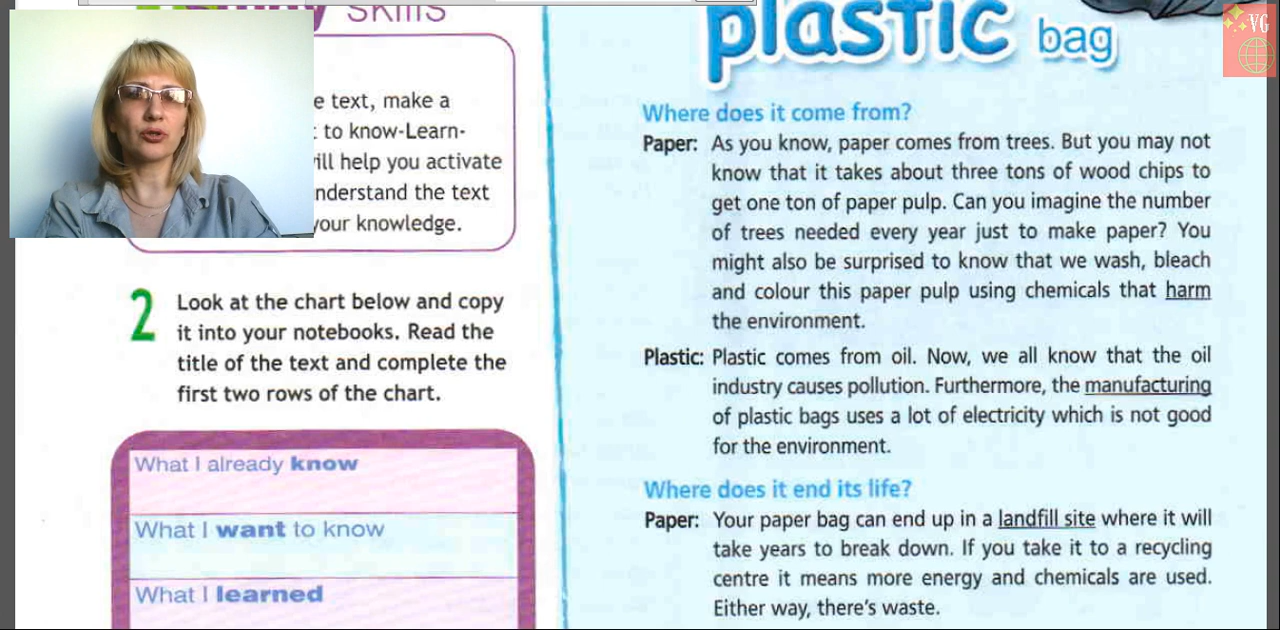 SKills
e text, make a
to know-Learn-
ill help you activate
nderstand the text
your knowledge.
2 Look at the chart below and copy
it into your notebooks. Read the
title of the text and complete the
first two rows of the chart.
What I already know
What I want to know
What I learned
plastic bag
Where does it come from?
Paper: As you know, paper comes from trees. But you may not
know that it takes about three tons of wood chips to
get one ton of paper pulp. Can you imagine the number
of trees needed every year just to make paper? You
might also be surprised to know that we wash, bleach
and colour this paper pulp using chemicals that harm
the environment.
Plastic: Plastic comes from oil. Now, we all know that the oil
industry causes pollution. Furthermore, the manufacturing
of plastic bags uses a lot of electricity which is not good
for the environment.
Where does it end its life?
Paper: Your paper bag can end up in a landfill site where it will
take years to break down. If you take it to a recycling
centre it means more energy and chemicals are used.
Either way, there's waste.
VG